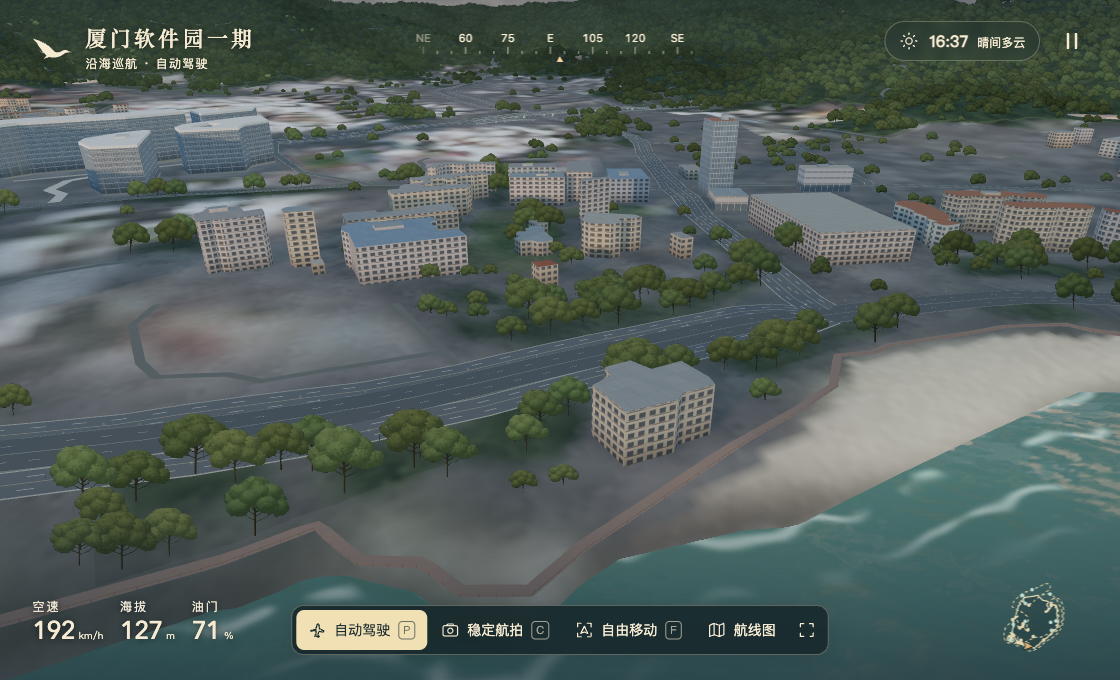 厦门软件园一期
沿海巡航 · 自动驾驶
NE 60 75 E 105 120 SE
16:37 晴间多云
空速 海拔 油门
192 km/h 127 m 71 %
自动驾驶 P 稳定航拍 C 自由移动 F 航线图